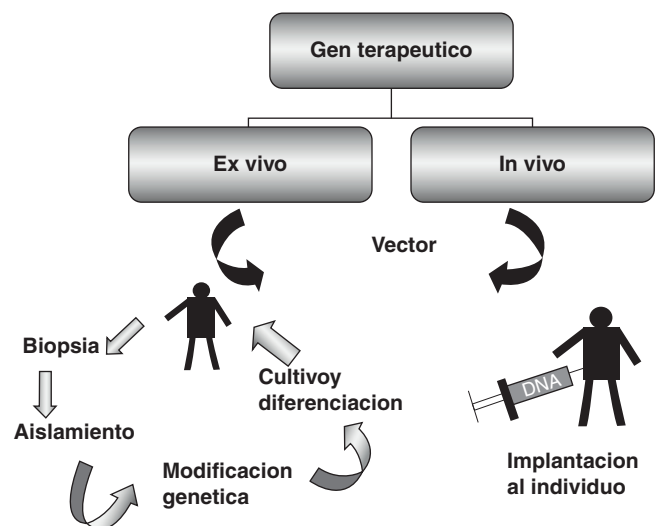 Gen terapeutico
Ex vivo
In vivo
Vector
Biopsia
Cultivoy
diferenciacion
DNA
Aislamiento
Modificacion
genetica
Implantacion
al individuo